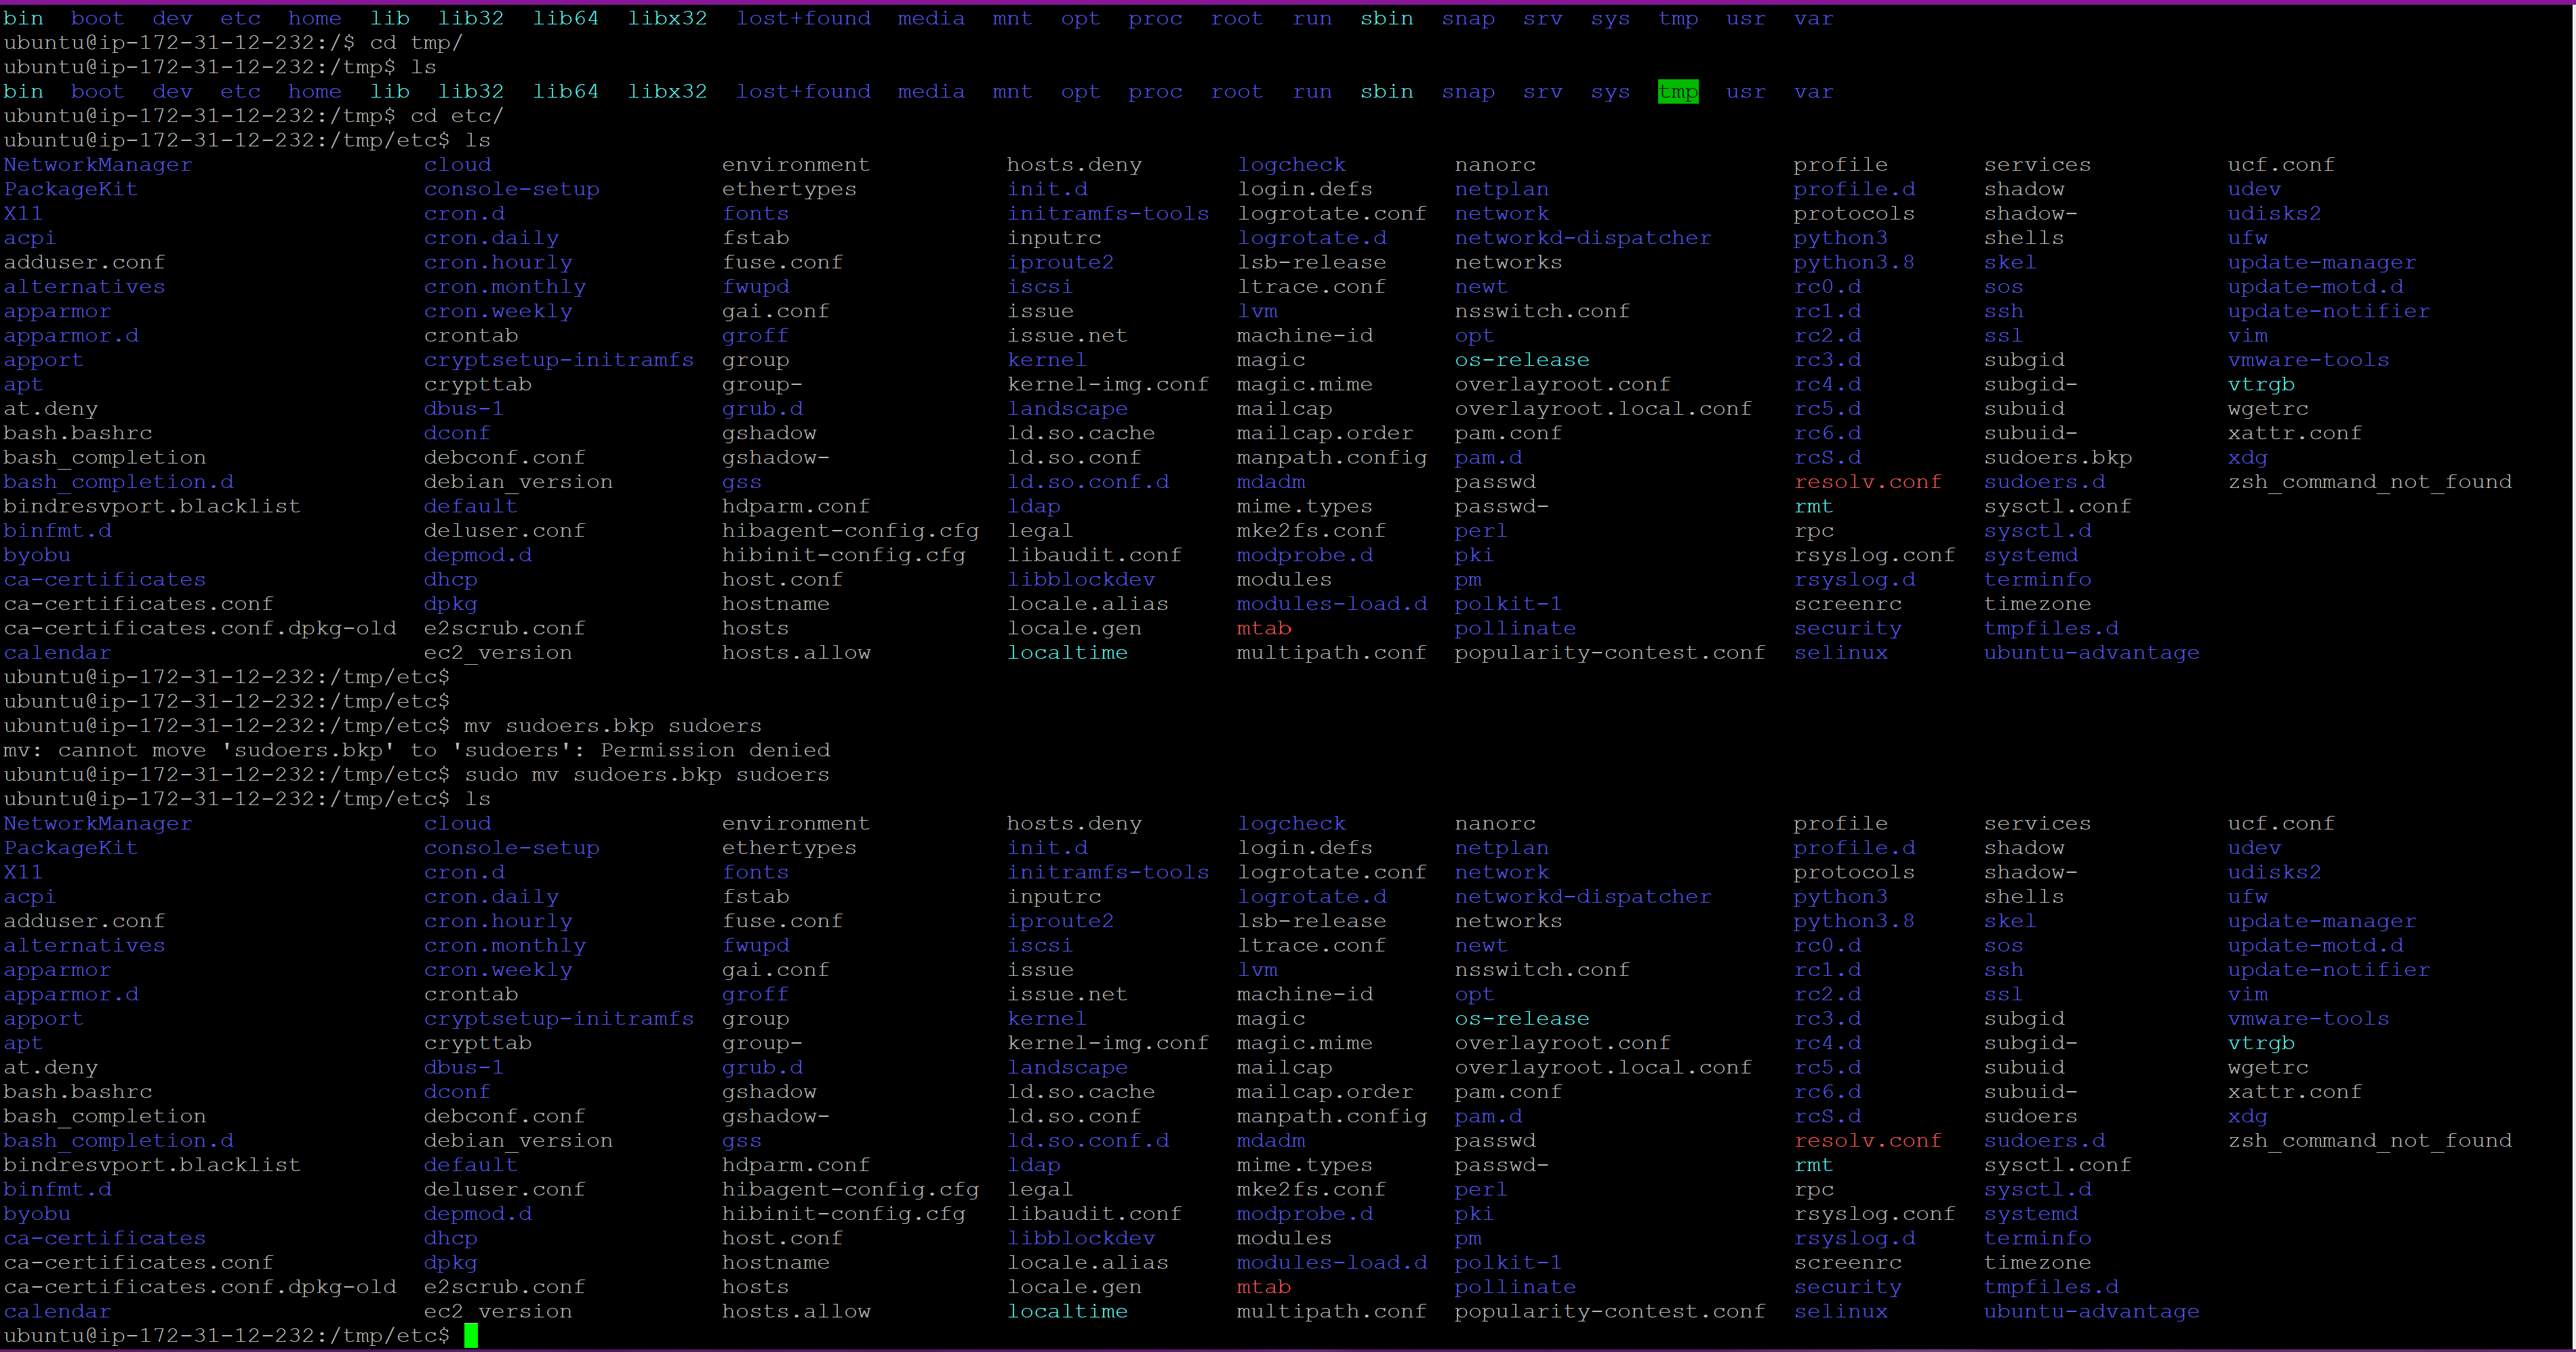 bin  boot  dev  etc  home  lib  lib32  lib64  libx32  lost+found  media  mnt  opt  proc  root  run  sbin  snap  srv  sys  tmp  usr  var
ubuntu@ip-172-31-12-232:/$ cd tmp/
ubuntu@ip-172-31-12-232:/tmp$ ls
bin  boot  dev  etc  home  lib  lib32  lib64  libx32  lost+found  media  mnt  opt  proc  root  run  sbin  snap  srv  sys  tmp  usr  var
ubuntu@ip-172-31-12-232:/tmp$ cd etc/
ubuntu@ip-172-31-12-232:/tmp/etc$ ls
NetworkManager  cloud  environment  hosts.deny  logcheck  nanorc  profile  services  ucf.conf
PackageKit  console-setup  ethertypes  init.d  login.defs  netplan  profile.d  shadow  udev
X11  cron.d  fonts  initramfs-tools  logrotate.conf  network  protocols  shadow-  udisks2
acpi  cron.daily  fstab  inputrc  logrotate.d  networkd-dispatcher  python3  shells  ufw
adduser.conf  cron.hourly  fuse.conf  iproute2  lsb-release  networks  python3.8  skel  update-manager
alternatives  cron.monthly  fwupd  iscsi  ltrace.conf  newt  rc0.d  sos  update-motd.d
apparmor  cron.weekly  gai.conf  issue  lvm  nsswitch.conf  rc1.d  ssh  update-notifier
apparmor.d  crontab  groff  issue.net  machine-id  opt  rc2.d  ssl  vim
apport  cryptsetup-initramfs  group  kernel  magic  os-release  rc3.d  subgid  vmware-tools
apt  crypttab  group-  kernel-img.conf  magic.mime  overlayroot.conf  rc4.d  subgid-  vtrgb
at.deny  dbus-1  grub.d  landscape  mailcap  overlayroot.local.conf  rc5.d  subuid  wgetrc
bash.bashrc  dconf  gshadow  ld.so.cache  mailcap.order  pam.conf  rc6.d  subuid-  xattr.conf
bash_completion  debconf.conf  gshadow-  ld.so.conf  manpath.config  pam.d  rcS.d  sudoers.bkp  xdg
bash_completion.d  debian_version  gss  ld.so.conf.d  mdadm  passwd  resolv.conf  sudoers.d  zsh_command_not_found
bindresvport.blacklist  default  hdparm.conf  ldap  mime.types  passwd-  rmt  sysctl.conf
binfmt.d  deluser.conf  hibagent-config.cfg  legal  mke2fs.conf  perl  rpc  sysctl.d
byobu  depmod.d  hibinit-config.cfg  libaudit.conf  modprobe.d  pki  rsyslog.conf  systemd
ca-certificates  dhcp  host.conf  libblockdev  modules  pm  rsyslog.d  terminfo
ca-certificates.conf  dpkg  hostname  locale.alias  modules-load.d  polkit-1  screenrc  timezone
ca-certificates.conf.dpkg-old  e2scrub.conf  hosts  locale.gen  mtab  pollinate  security  tmpfiles.d
calendar  ec2_version  hosts.allow  localtime  multipath.conf  popularity-contest.conf  selinux  ubuntu-advantage
ubuntu@ip-172-31-12-232:/tmp/etc$
ubuntu@ip-172-31-12-232:/tmp/etc$
ubuntu@ip-172-31-12-232:/tmp/etc$ mv sudoers.bkp sudoers
mv: cannot move 'sudoers.bkp' to 'sudoers': Permission denied
ubuntu@ip-172-31-12-232:/tmp/etc$ sudo mv sudoers.bkp sudoers
ubuntu@ip-172-31-12-232:/tmp/etc$ ls
NetworkManager  cloud  environment  hosts.deny  logcheck  nanorc  profile  services  ucf.conf
PackageKit  console-setup  ethertypes  init.d  login.defs  netplan  profile.d  shadow  udev
X11  cron.d  fonts  initramfs-tools  logrotate.conf  network  protocols  shadow-  udisks2
acpi  cron.daily  fstab  inputrc  logrotate.d  networkd-dispatcher  python3  shells  ufw
adduser.conf  cron.hourly  fuse.conf  iproute2  lsb-release  networks  python3.8  skel  update-manager
alternatives  cron.monthly  fwupd  iscsi  ltrace.conf  newt  rc0.d  sos  update-motd.d
apparmor  cron.weekly  gai.conf  issue  lvm  nsswitch.conf  rc1.d  ssh  update-notifier
apparmor.d  crontab  groff  issue.net  machine-id  opt  rc2.d  ssl  vim
apport  cryptsetup-initramfs  group  kernel  magic  os-release  rc3.d  subgid  vmware-tools
apt  crypttab  group-  kernel-img.conf  magic.mime  overlayroot.conf  rc4.d  subgid-  vtrgb
at.deny  dbus-1  grub.d  landscape  mailcap  overlayroot.local.conf  rc5.d  subuid  wgetrc
bash.bashrc  dconf  gshadow  ld.so.cache  mailcap.order  pam.conf  rc6.d  subuid-  xattr.conf
bash_completion  debconf.conf  gshadow-  ld.so.conf  manpath.config  pam.d  rcS.d  sudoers  xdg
bash_completion.d  debian_version  gss  ld.so.conf.d  mdadm  passwd  resolv.conf  sudoers.d  zsh_command_not_found
bindresvport.blacklist  default  hdparm.conf  ldap  mime.types  passwd-  rmt  sysctl.conf
binfmt.d  deluser.conf  hibagent-config.cfg  legal  mke2fs.conf  perl  rpc  sysctl.d
byobu  depmod.d  hibinit-config.cfg  libaudit.conf  modprobe.d  pki  rsyslog.conf  systemd
ca-certificates  dhcp  host.conf  libblockdev  modules  pm  rsyslog.d  terminfo
ca-certificates.conf  dpkg  hostname  locale.alias  modules-load.d  polkit-1  screenrc  timezone
ca-certificates.conf.dpkg-old  e2scrub.conf  hosts  locale.gen  mtab  pollinate  security  tmpfiles.d
calendar  ec2_version  hosts.allow  localtime  multipath.conf  popularity-contest.conf  selinux  ubuntu-advantage
ubuntu@ip-172-31-12-232:/tmp/etc$